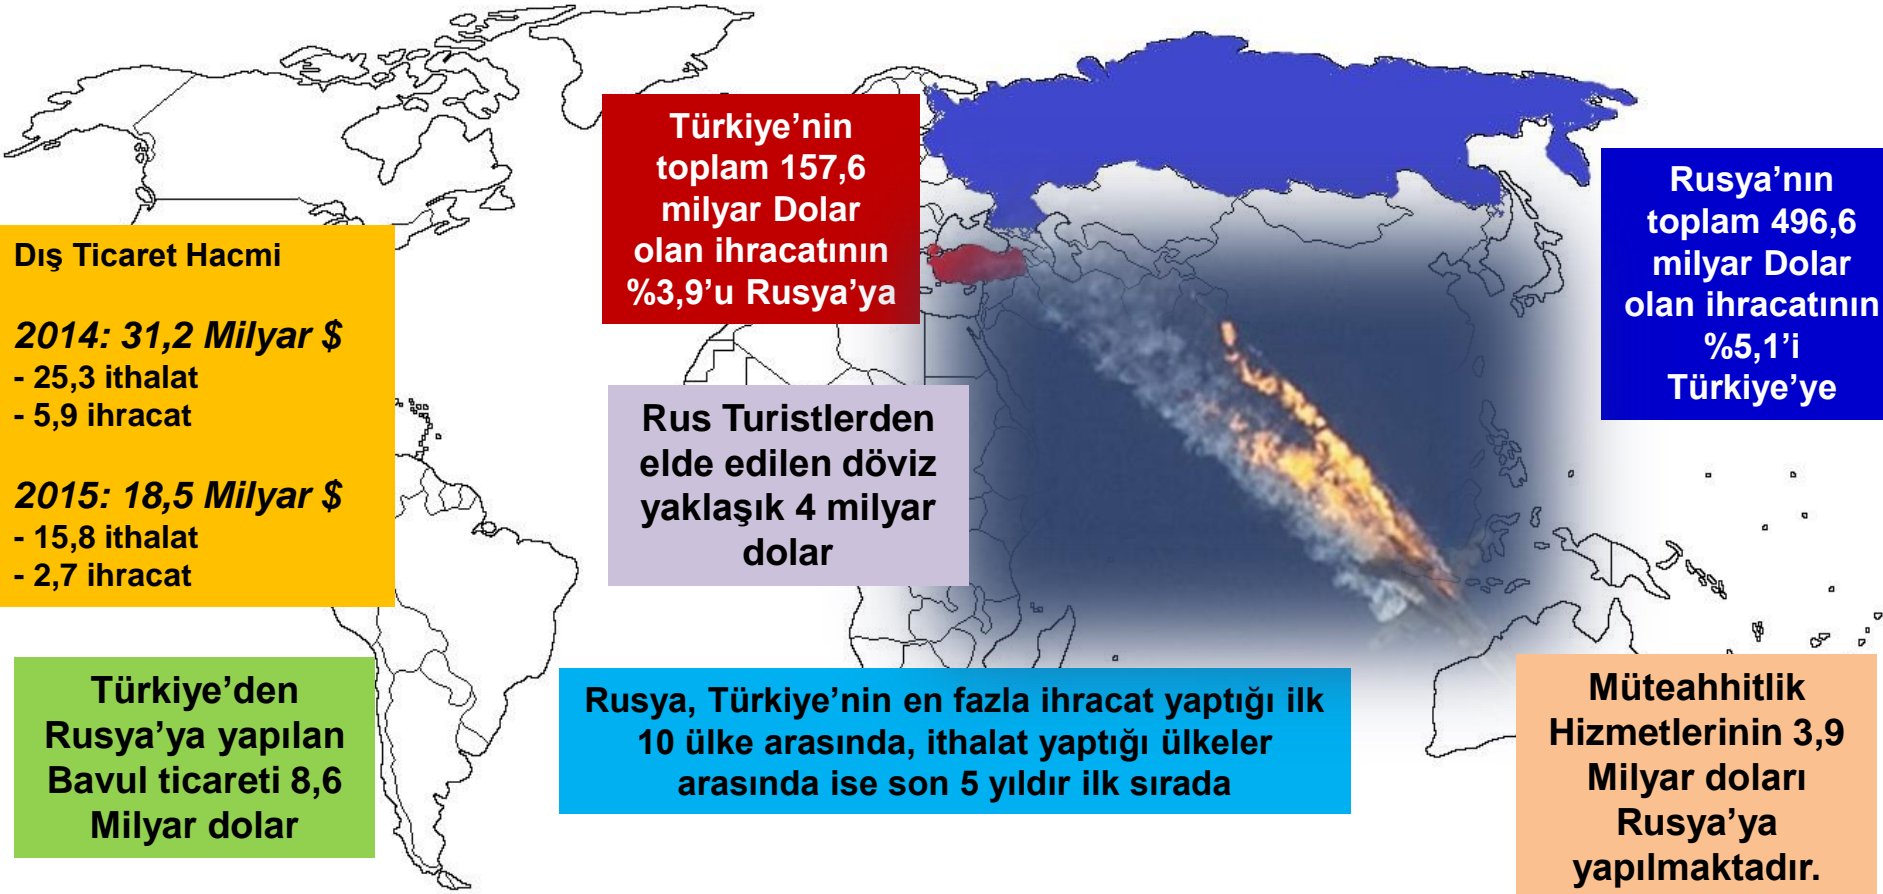 Türkiye’nin
toplam 157,6
milyar Dolar
olan ihracatının
%3,9’u Rusya’ya
Rusya’nın
toplam 496,6
milyar Dolar
olan ihracatının
%5,1’i
Türkiye’ye
Dış Ticaret Hacmi
2014: 31,2 Milyar $
- 25,3 ithalat
- 5,9 ihracat
2015: 18,5 Milyar $
- 15,8 ithalat
- 2,7 ihracat
Rus Turistlerden
elde edilen döviz
yaklaşık 4 milyar
dolar
Türkiye’den
Rusya’ya yapılan
Bavul ticareti 8,6
Milyar dolar
Rusya, Türkiye’nin en fazla ihracat yaptığı ilk
10 ülke arasında, ithalat yaptığı ülkeler
arasında ise son 5 yıldır ilk sırada
Müteahhitlik
Hizmetlerinin 3,9
Milyar doları
Rusya’ya
yapılmaktadır.